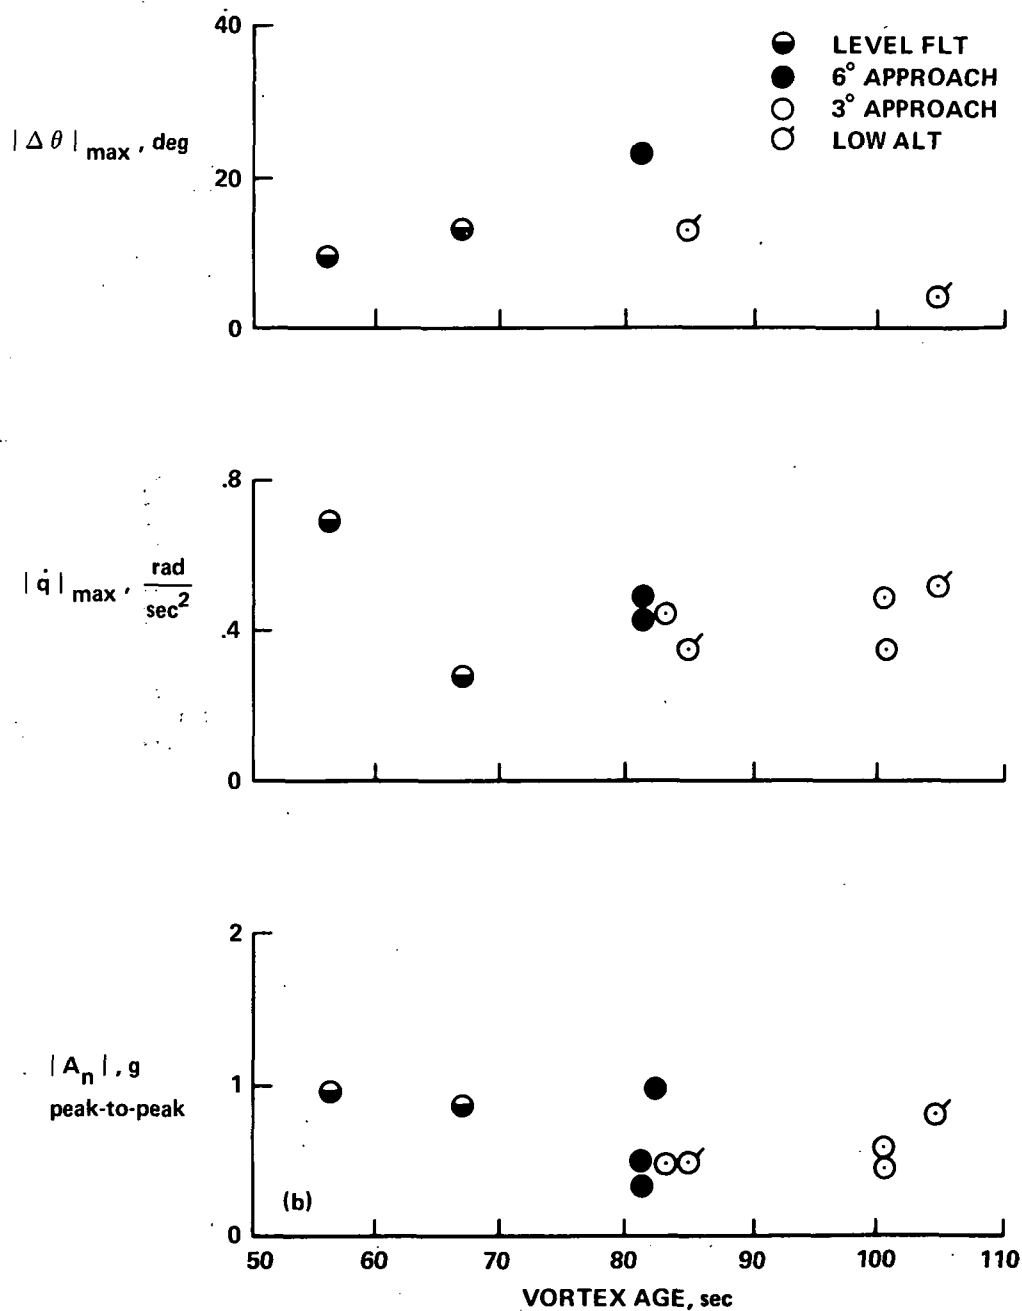 40
LEVEL FLT
6° APPROACH
3° APPROACH
LOW ALT
|Δ θ|max, deg
20
0
.8
|q̇|max, rad/sec²
.4
0
2
|An|, g
peak-to-peak
1
(b)
0
50 60 70 80 90 100 110
VORTEX AGE, sec